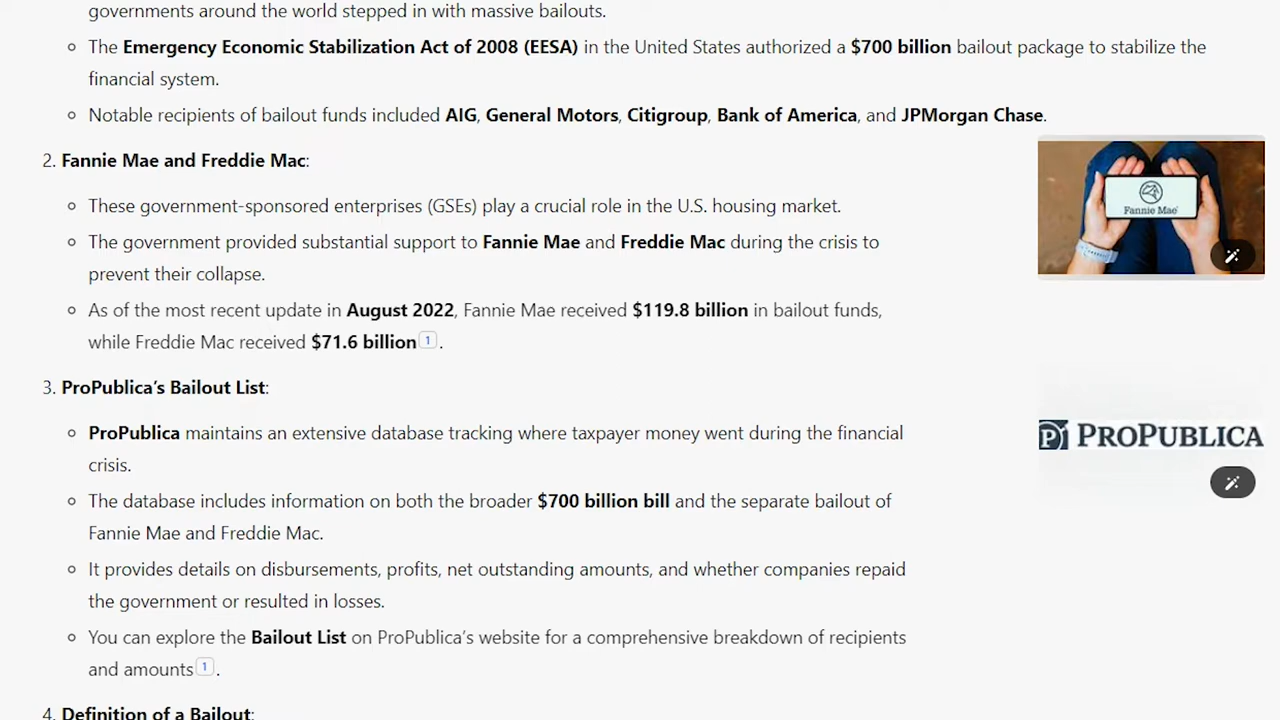 governments around the world stepped in with massive bailouts.
The Emergency Economic Stabilization Act of 2008 (EESA) in the United States authorized a $700 billion bailout package to stabilize the
financial system.
Notable recipients of bailout funds included AIG, General Motors, Citigroup, Bank of America, and JPMorgan Chase.
2. Fannie Mae and Freddie Mac:
These government-sponsored enterprises (GSEs) play a crucial role in the U.S. housing market.
The government provided substantial support to Fannie Mae and Freddie Mac during the crisis to
prevent their collapse.
Fannie Mae
As of the most recent update in August 2022, Fannie Mae received $119.8 billion in bailout funds,
while Freddie Mac received $71.6 billion 1 .
3. ProPublica's Bailout List:
ProPublica maintains an extensive database tracking where taxpayer money went during the financial
crisis.
P PROPUBLICA
The database includes information on both the broader $700 billion bill and the separate bailout of
Fannie Mae and Freddie Mac.
It provides details on disbursements, profits, net outstanding amounts, and whether companies repaid
the government or resulted in losses.
You can explore the Bailout List on ProPublica's website for a comprehensive breakdown of recipients
and amounts 1 .
4. Definition of a Bailout: